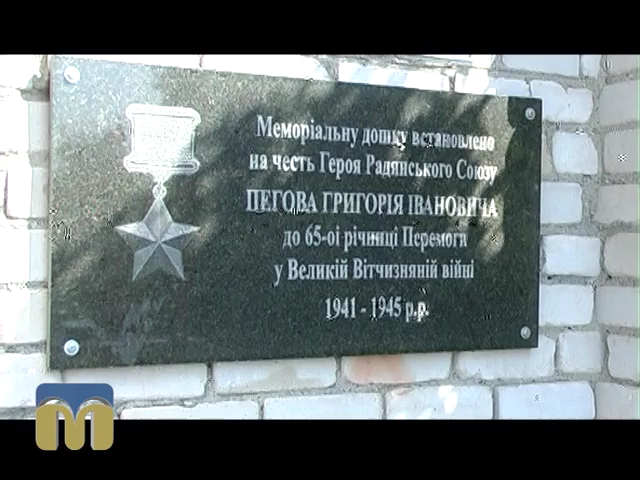 Меморіальну дошку встановлено
на честь Героя Радянського Союзу
ПЕГОВА ГРИГОРІЯ ІВАНОВИЧА
до 65-ої річниці Перемоги
у Великій Вітчизняній війні
1941 - 1945 р.р.
М